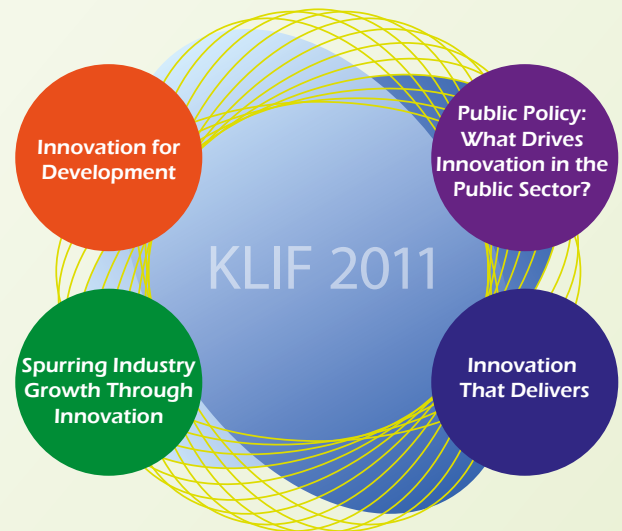 Innovation for
Development
Public Policy:
What Drives
Innovation in the
Public Sector?
KLIF 2011
Spurring Industry
Growth Through
Innovation
Innovation
That Delivers